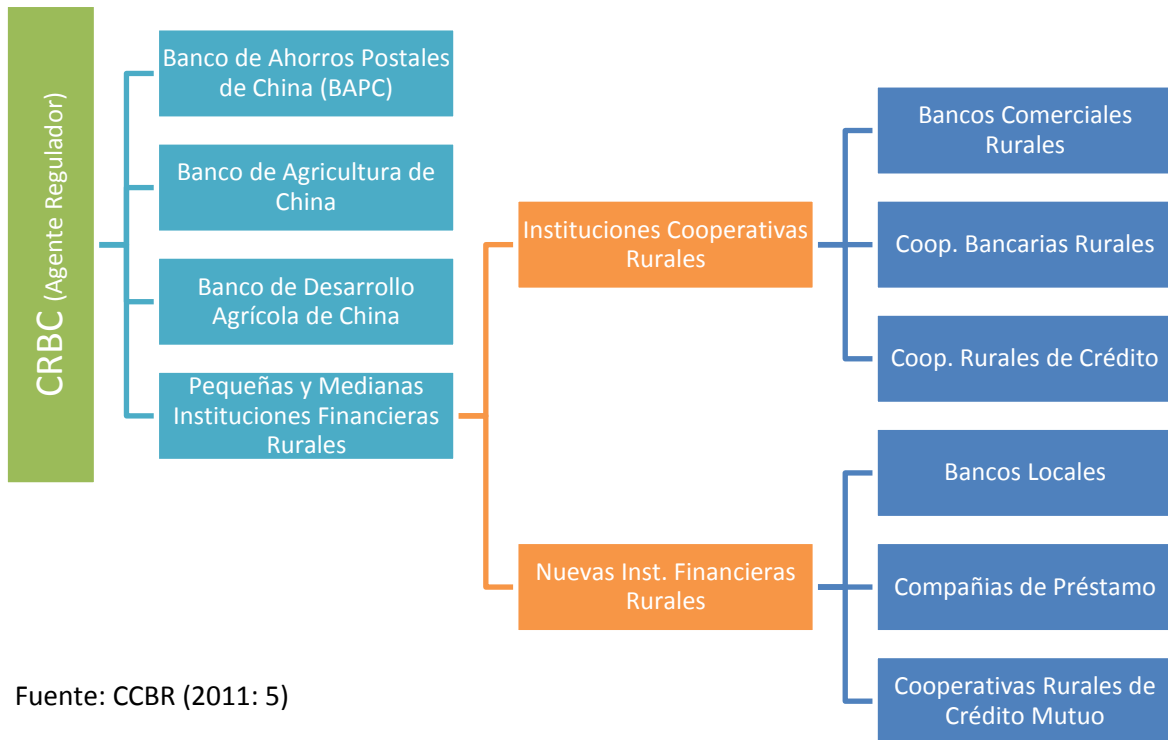 CRBC (Agente Regulador)
Banco de Ahorros Postales
de China (BAPC)
Banco de Agricultura de
China
Banco de Desarrollo
Agrícola de China
Pequeñas y Medianas
Instituciones Financieras
Rurales
Instituciones Cooperativas
Rurales
Nuevas Inst. Financieras
Rurales
Bancos Comerciales
Rurales
Coop. Bancarias Rurales
Coop. Rurales de Crédito
Bancos Locales
Compañias de Préstamo
Cooperativas Rurales de
Crédito Mutuo
Fuente: CCBR (2011: 5)